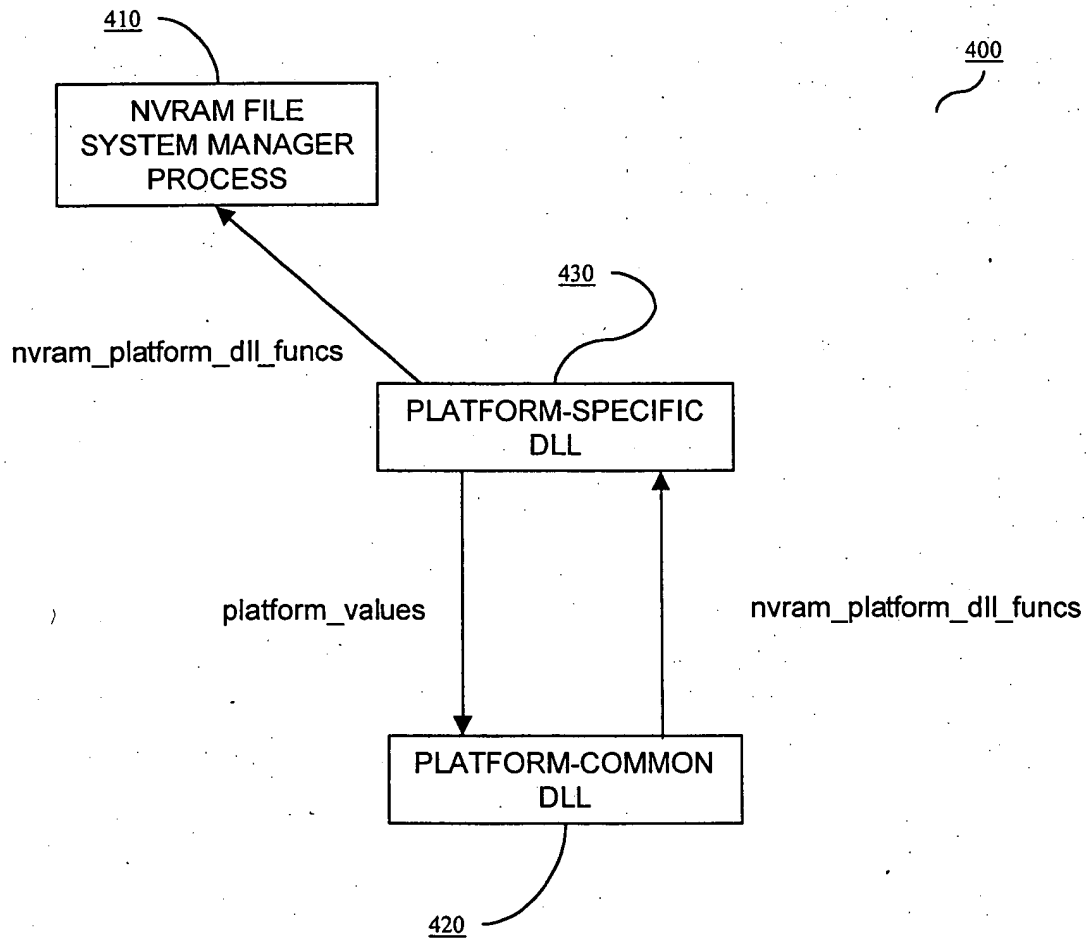 410
400
NVRAM FILE
SYSTEM MANAGER
PROCESS
430
nvram_platform_dll_funcs
PLATFORM-SPECIFIC
DLL
platform_values
nvram_platform_dll_funcs
PLATFORM-COMMON
DLL
420